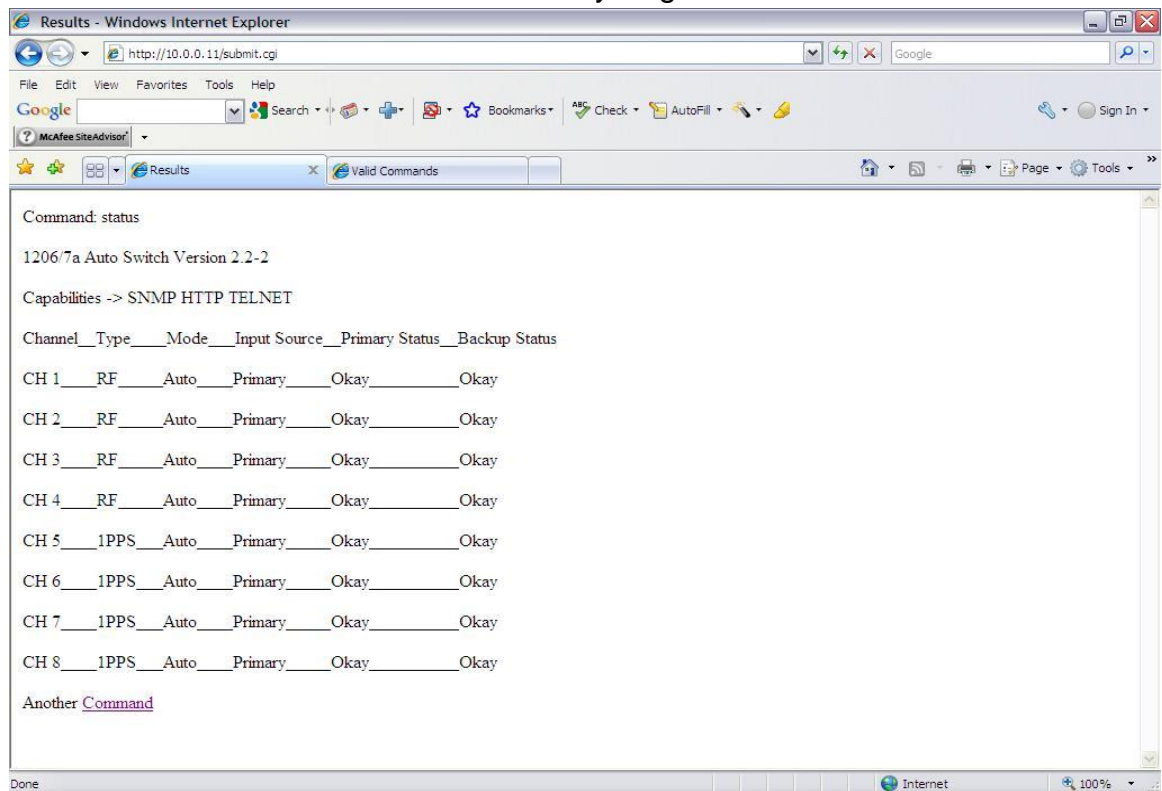 Results - Windows Internet Explorer
http://10.0.0.11/submit.cgi
Google
File Edit View Favorites Tools Help
Google Search Bookmarks ABC Check AutoFill Sign In
McAfee SiteAdvisor
Results Valid Commands Page Tools »
Command: status
1206/7a Auto Switch Version 2.2-2
Capabilities -> SNMP HTTP TELNET
Channel__Type____Mode___Input Source__Primary Status__Backup Status
CH 1____RF_____Auto____Primary_____Okay__________Okay
CH 2____RF_____Auto____Primary_____Okay__________Okay
CH 3____RF_____Auto____Primary_____Okay__________Okay
CH 4____RF_____Auto____Primary_____Okay__________Okay
CH 5____1PPS___Auto____Primary_____Okay__________Okay
CH 6____1PPS___Auto____Primary_____Okay__________Okay
CH 7____1PPS___Auto____Primary_____Okay__________Okay
CH 8____1PPS___Auto____Primary_____Okay__________Okay
Another Command
Done Internet 100%